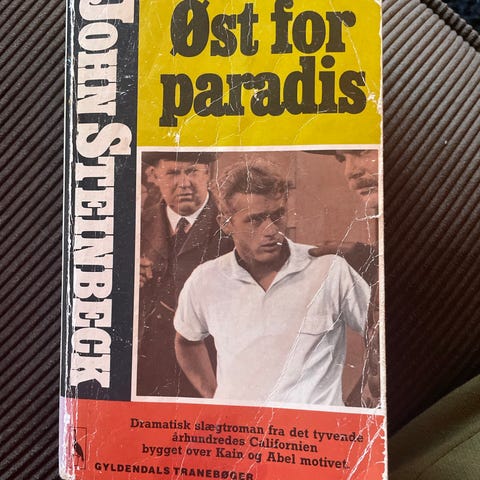 JOHN STEINBECK
Øst for
paradis
Dramatisk slægtroman fra det tyvende
århundredes Californien
bygget over Kain og Abel motivet.
GYLDENDALS TRANEBØGER